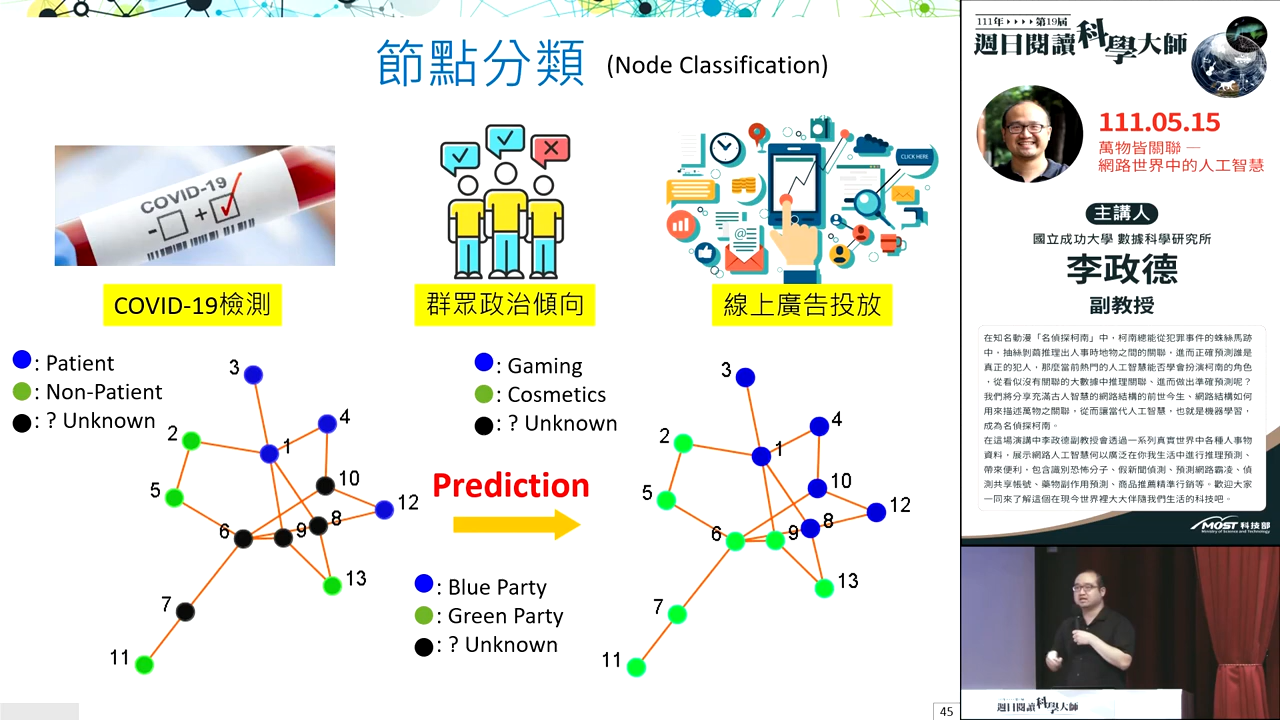 節點分類 (Node Classification)
COVID-19
- +
CLICK HERE
@
COVID-19檢測
群眾政治傾向
線上廣告投放
: Patient
: Non-Patient
: ? Unknown
: Gaming
: Cosmetics
: ? Unknown
3
4
2
1
10
5
12
8
9
6
13
7
11
Prediction
: Blue Party
: Green Party
: ? Unknown
3
4
2
1
10
5
12
8
9
6
13
7
11
45
111年 第19屆
週日閱讀科學大師
111.05.15
萬物皆關聯 —
網路世界中的人工智慧
主講人
國立成功大學 數據科學研究所
李政德
副教授
在知名動漫「名偵探柯南」中，柯南總能從犯罪事件的蛛絲馬跡
中，抽絲剝繭推理出人事時地物之間的關聯，進而正確預測誰是
真正的犯人，那麼當前熱門的人工智慧能否學會扮演柯南的角色
，從看似沒有關聯的大數據中推理關聯、進而做出準確預測呢？
我們將分享充滿古人智慧的網路結構的前世今生、網路結構如何
用來描述萬物之關聯，從而讓當代人工智慧，也就是機器學習，
成為名偵探柯南。
在這場演講中李政德副教授會透過一系列真實世界中各種人事物
資料，展示網路人工智慧何以廣泛在你我生活中進行推理預測、
帶來便利，包含識別恐怖分子、假新聞偵測、預測網路霸凌、偵
測共享帳號、藥物副作用預測、商品推薦精準行銷等。歡迎大家
一同來了解這個在現今世界裡大大伴隨我們生活的科技吧。
MOST 科技部
Ministry of Science and Technology
週日閱讀科學大師